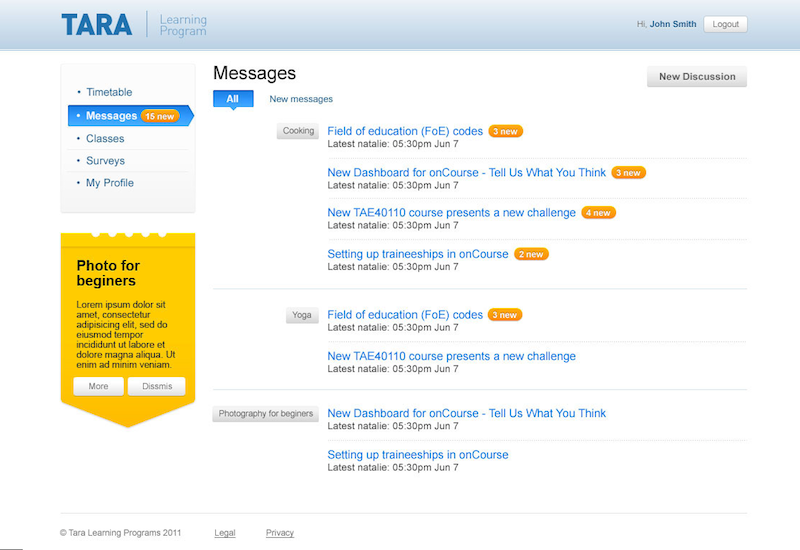 TARA
Learning
Program
Hi, John Smith
Logout
Timetable
Messages 15 new
Classes
Surveys
My Profile
Photo for
beginers
Lorem ipsum dolor sit
amet, consectetur
adipisicing elit, sed do
eiusmod tempor
incididunt ut labore et
dolore magna aliqua. Ut
enim ad minim veniam.
More
Dissmis
Messages
New Discussion
All
New messages
Cooking
Field of education (FoE) codes 3 new
Latest natalie: 05:30pm Jun 7
New Dashboard for onCourse - Tell Us What You Think 3 new
Latest natalie: 05:30pm Jun 7
New TAE40110 course presents a new challenge 4 new
Latest natalie: 05:30pm Jun 7
Setting up traineeships in onCourse 2 new
Latest natalie: 05:30pm Jun 7
Yoga
Field of education (FoE) codes 3 new
Latest natalie: 05:30pm Jun 7
New TAE40110 course presents a new challenge
Latest natalie: 05:30pm Jun 7
Photography for beginers
New Dashboard for onCourse - Tell Us What You Think
Latest natalie: 05:30pm Jun 7
Setting up traineeships in onCourse
Latest natalie: 05:30pm Jun 7
© Tara Learning Programs 2011
Legal
Privacy